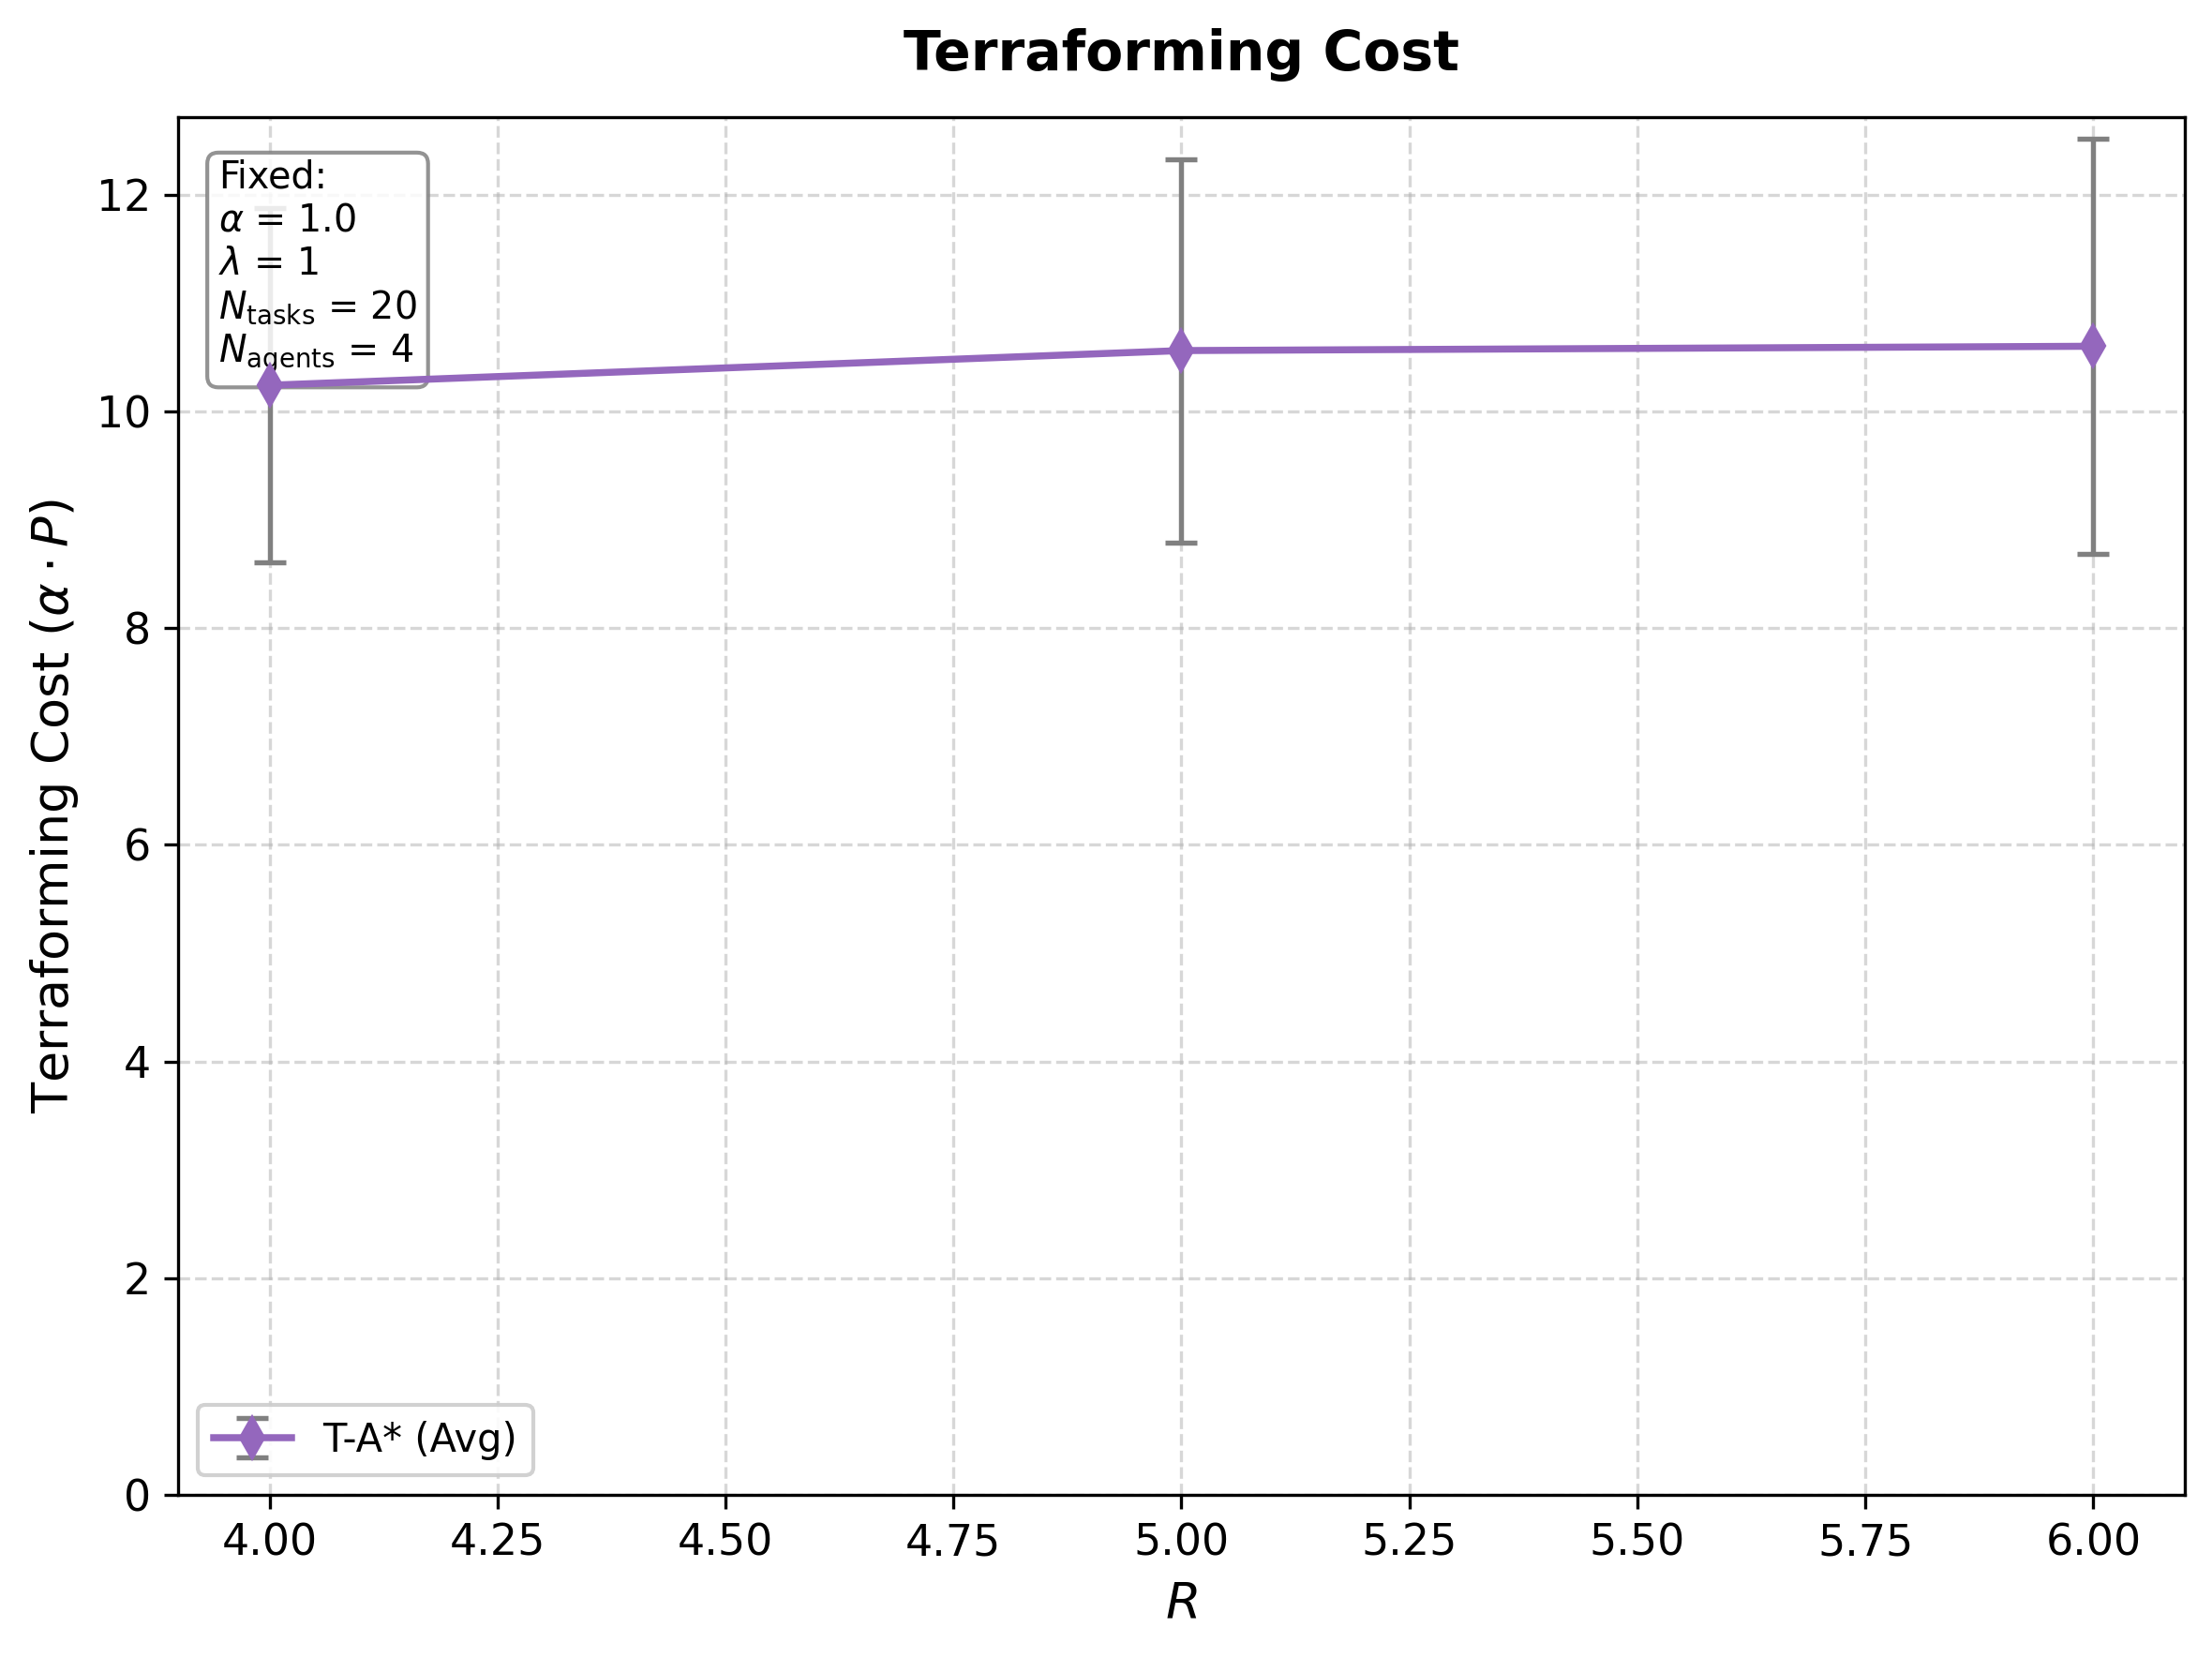 Terraforming Cost
Fixed:
α = 1.0
λ = 1
N_tasks = 20
N_agents = 4
Terraforming Cost (α · P)
12
10
8
6
4
2
0
T-A* (Avg)
4.00 4.25 4.50 4.75 5.00 5.25 5.50 5.75 6.00
R